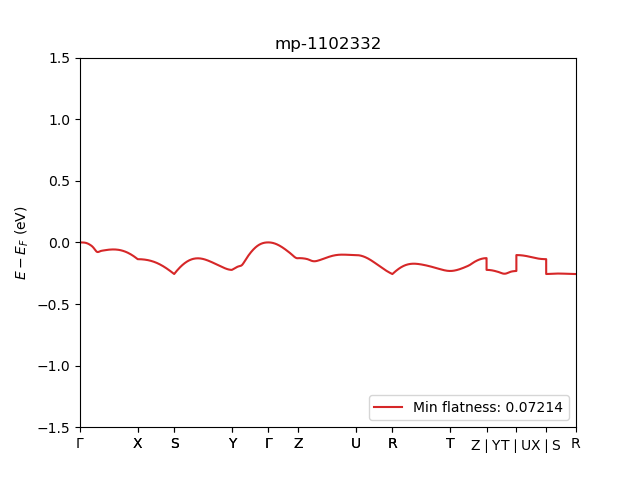 mp-1102332
E − E_F (eV)
1.5
1.0
0.5
0.0
−0.5
−1.0
−1.5
Min flatness: 0.07214
Γ X S Y Γ Z U R T Z | YT | UX | S R